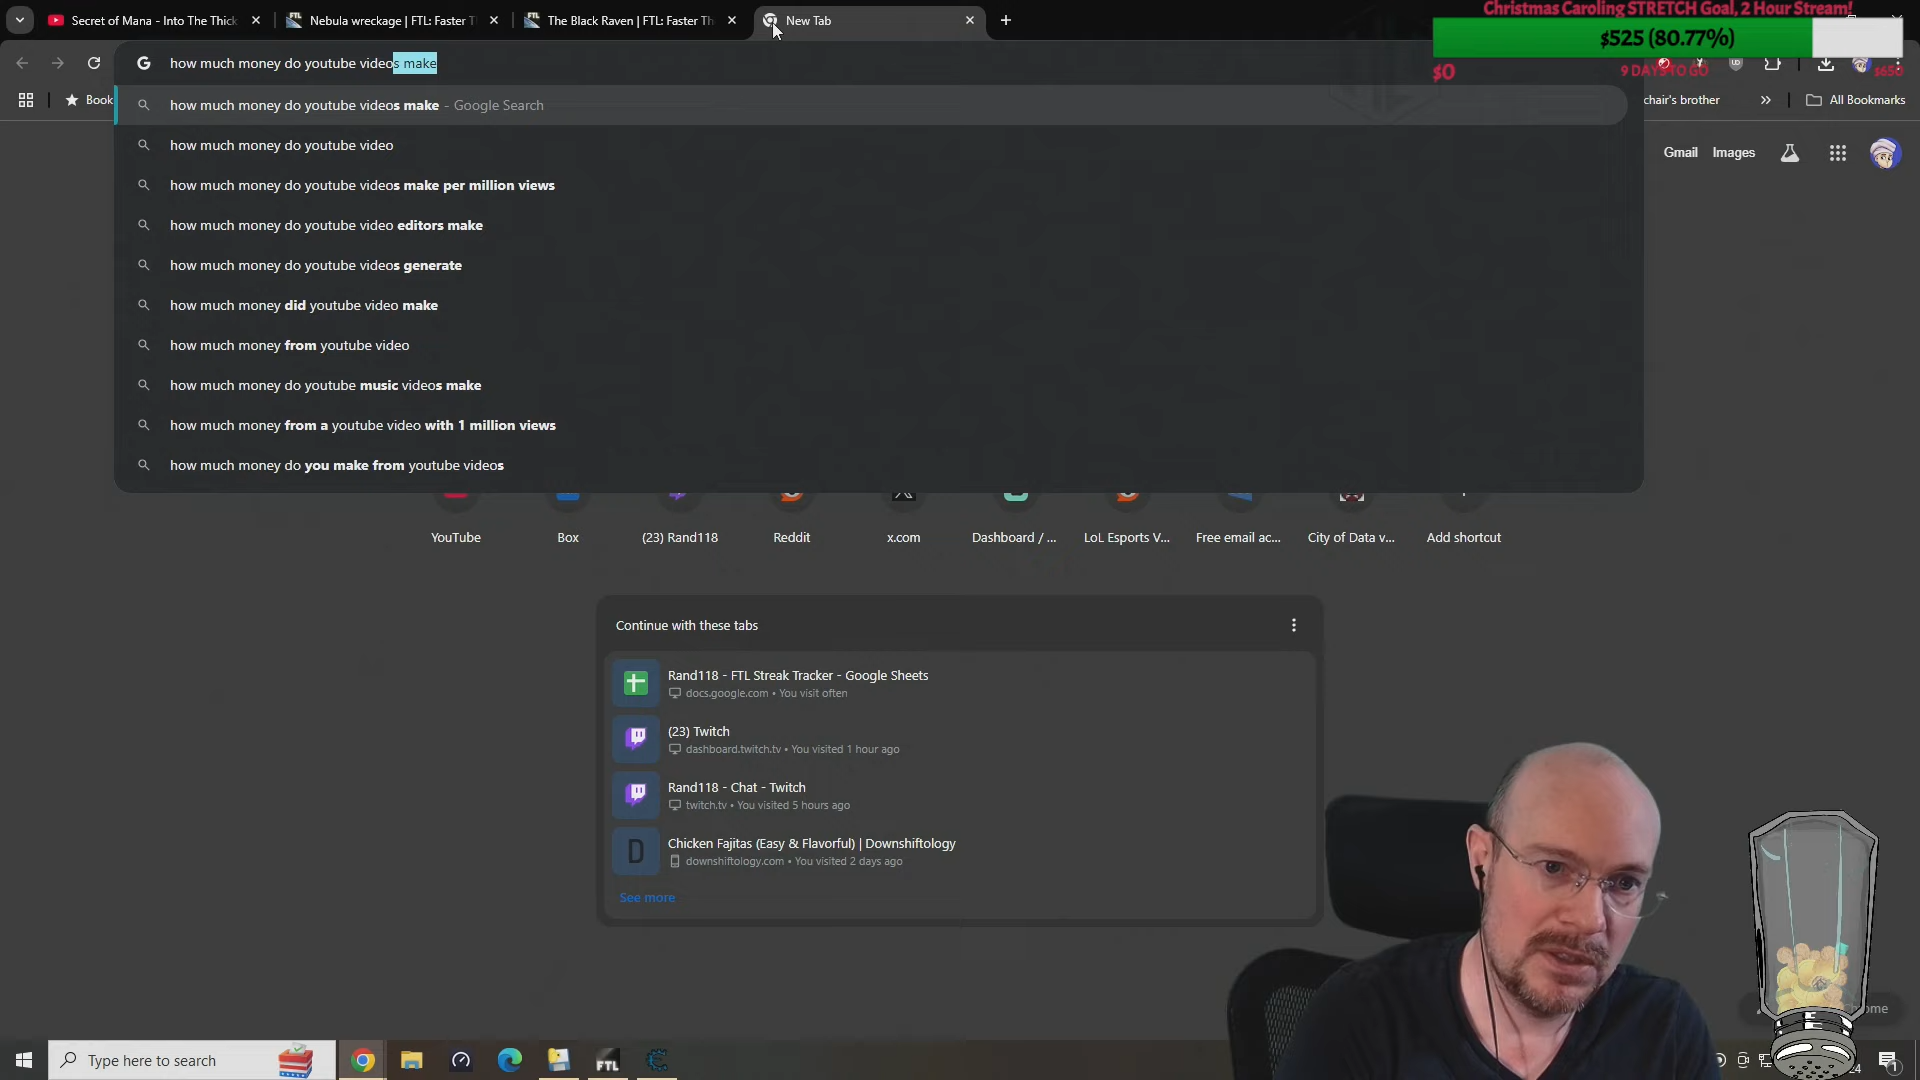 Secret of Mana - Into The Thick
Nebula wreckage | FTL: Faster T
The Black Raven | FTL: Faster Th
New Tab
Christmas Caroling STRETCH Goal, 2 Hour Stream!
$525 (80.77%)
$0
9 DAYS TO GO
$650
how much money do youtube videos make
Book
chair's brother
All Bookmarks
how much money do youtube videos make - Google Search
how much money do youtube video
how much money do youtube videos make per million views
how much money do youtube video editors make
how much money do youtube videos generate
how much money did youtube video make
how much money from youtube video
how much money do youtube music videos make
how much money from a youtube video with 1 million views
how much money do you make from youtube videos
Gmail
Images
YouTube
Box
(23) Rand118
Reddit
x.com
Dashboard / ...
LoL Esports V...
Free email ac...
City of Data v...
Add shortcut
Continue with these tabs
Rand118 - FTL Streak Tracker - Google Sheets
docs.google.com • You visit often
(23) Twitch
dashboard.twitch.tv • You visited 1 hour ago
Rand118 - Chat - Twitch
twitch.tv • You visited 5 hours ago
D
Chicken Fajitas (Easy & Flavorful) | Downshiftology
downshiftology.com • You visited 2 days ago
See more
Type here to search
FTL
24
1